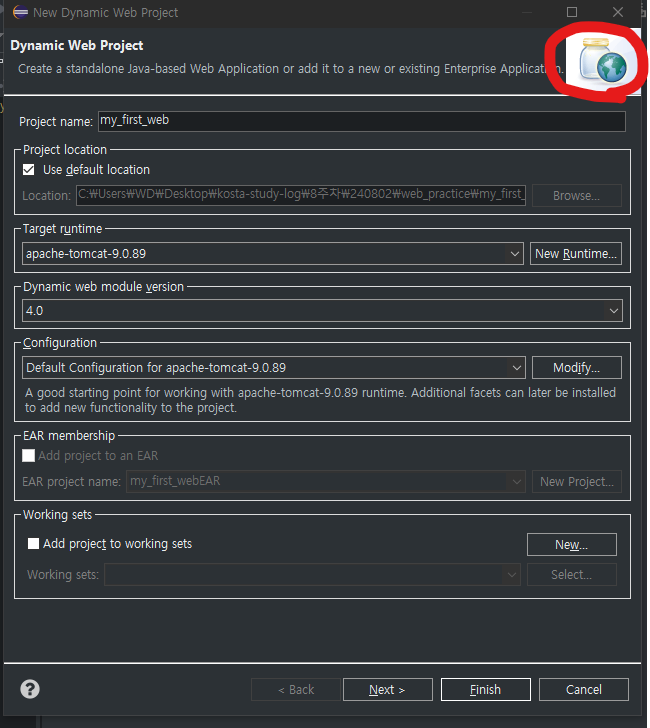 New Dynamic Web Project
Dynamic Web Project
Create a standalone Java-based Web Application or add it to a new or existing Enterprise Application.
Project name: my_first_web
Project location
Use default location
Location: C:₩Users₩WD₩Desktop₩kosta-study-log₩8주차₩240802₩web_practice₩my_first_ Browse...
Target runtime
apache-tomcat-9.0.89 New Runtime...
Dynamic web module version
4.0
Configuration
Default Configuration for apache-tomcat-9.0.89 Modify...
A good starting point for working with apache-tomcat-9.0.89 runtime. Additional facets can later be installed
to add new functionality to the project.
EAR membership
Add project to an EAR
EAR project name: my_first_webEAR New Project...
Working sets
Add project to working sets New...
Working sets: Select...
? < Back Next > Finish Cancel